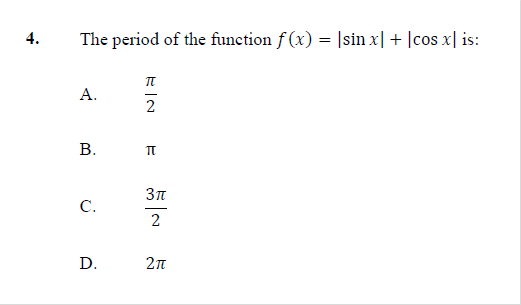 4. The period of the function f(x) = |sin x| + |cos x| is:
A. π/2
B. π
C. 3π/2
D. 2π